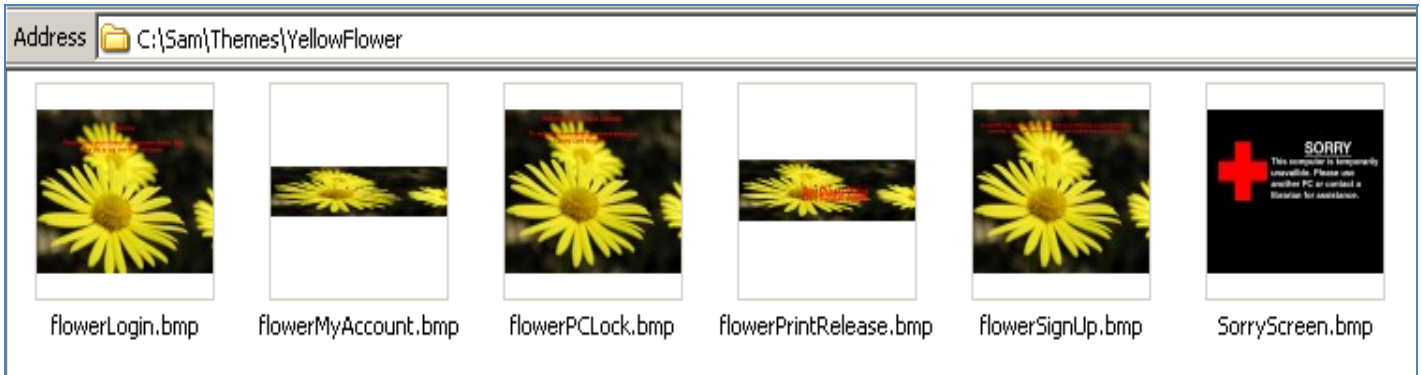 Address C:\Sam\Themes\YellowFlower
SORRY
This computer is temporarily
unavailible. Please use
another PC or contact a
librarian for assistance.
flowerLogin.bmp
flowerMyAccount.bmp
flowerPCLock.bmp
flowerPrintRelease.bmp
flowerSignUp.bmp
SorryScreen.bmp